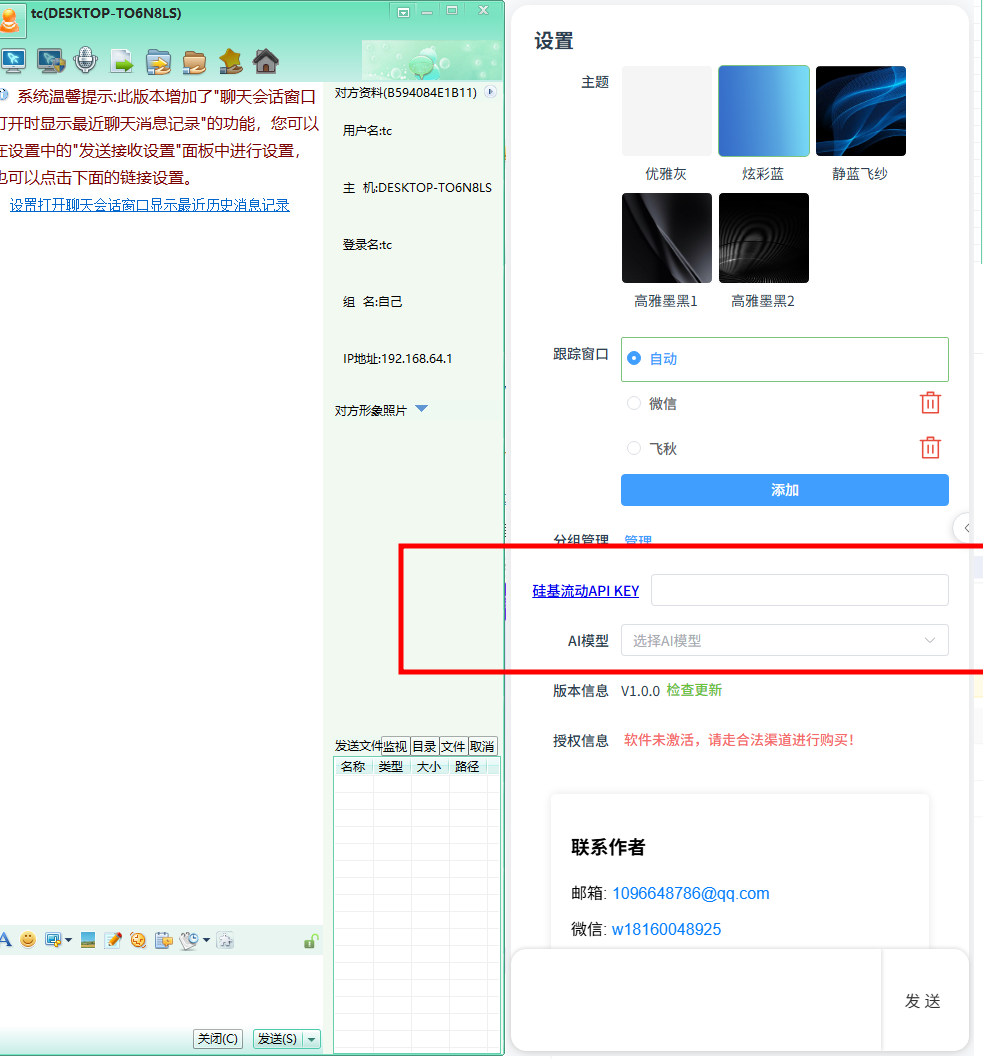 tc(DESKTOP-TO6N8LS)
系统温馨提示:此版本增加了"聊天会话窗口
打开时显示最近聊天消息记录"的功能，您可以
在设置中的"发送接收设置"面板中进行设置，
也可以点击下面的链接设置。
设置打开聊天会话窗口显示最近历史消息记录
对方资料(B594084E1B11)
用户名:tc
主 机:DESKTOP-TO6N8LS
登录名:tc
组 名:自己
IP地址:192.168.64.1
对方形象照片
发送文件 监视 目录 文件 取消
名称 类型 大小 路径
关闭(C) 发送(S)
设置
主题
优雅灰 炫彩蓝 静蓝飞纱
高雅墨黑1 高雅墨黑2
跟踪窗口 自动
微信
飞秋
添加
分组管理 管理
硅基流动API KEY
AI模型 选择AI模型
版本信息 V1.0.0 检查更新
授权信息 软件未激活，请走合法渠道进行购买！
联系作者
邮箱: 1096648786@qq.com
微信: w18160048925
发 送